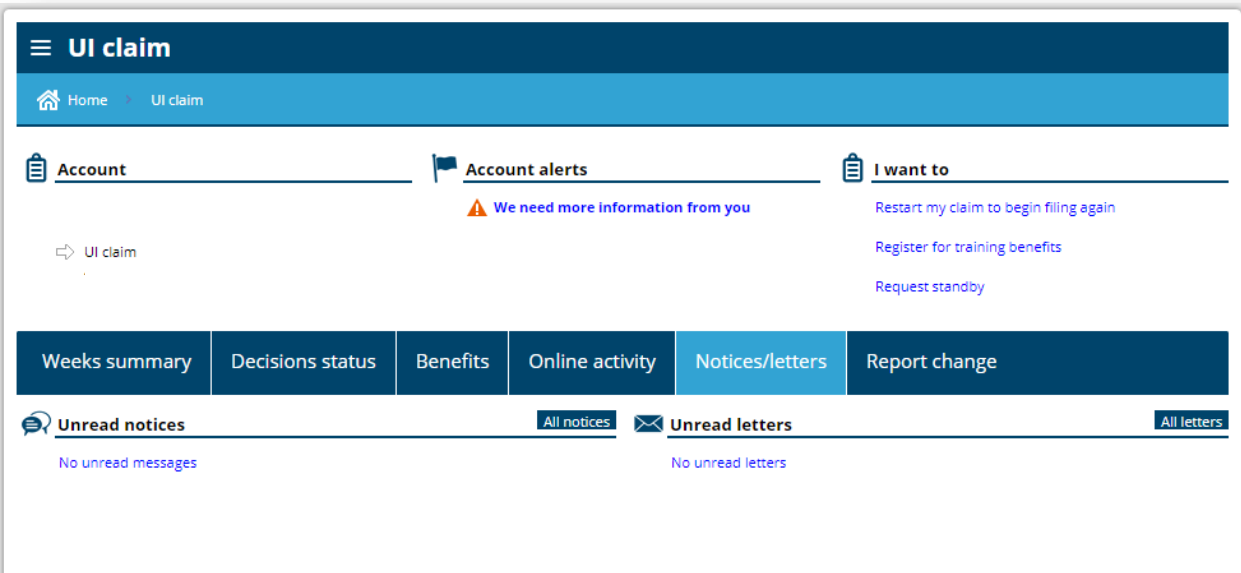 UI claim
Home UI claim
Account
UI claim
Account alerts
We need more information from you
I want to
Restart my claim to begin filing again
Register for training benefits
Request standby
Weeks summary Decisions status Benefits Online activity Notices/letters Report change
Unread notices All notices
No unread messages
Unread letters All letters
No unread letters